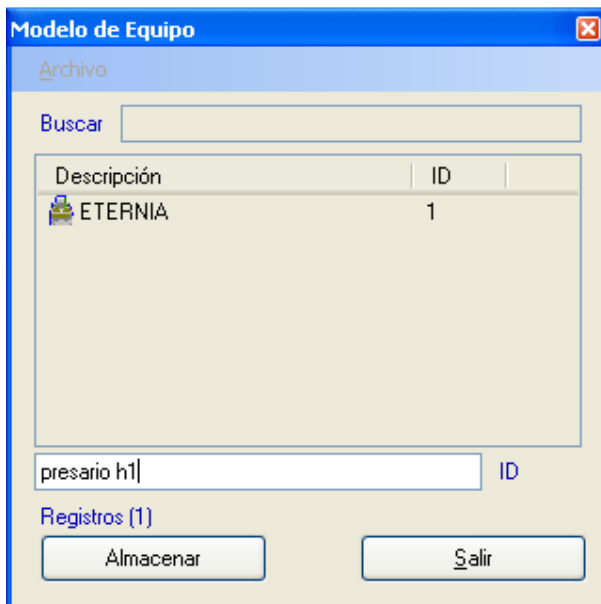 Modelo de Equipo
Archivo
Buscar
Descripción ID
ETERNIA 1
presario h1 ID
Registros (1)
Almacenar Salir